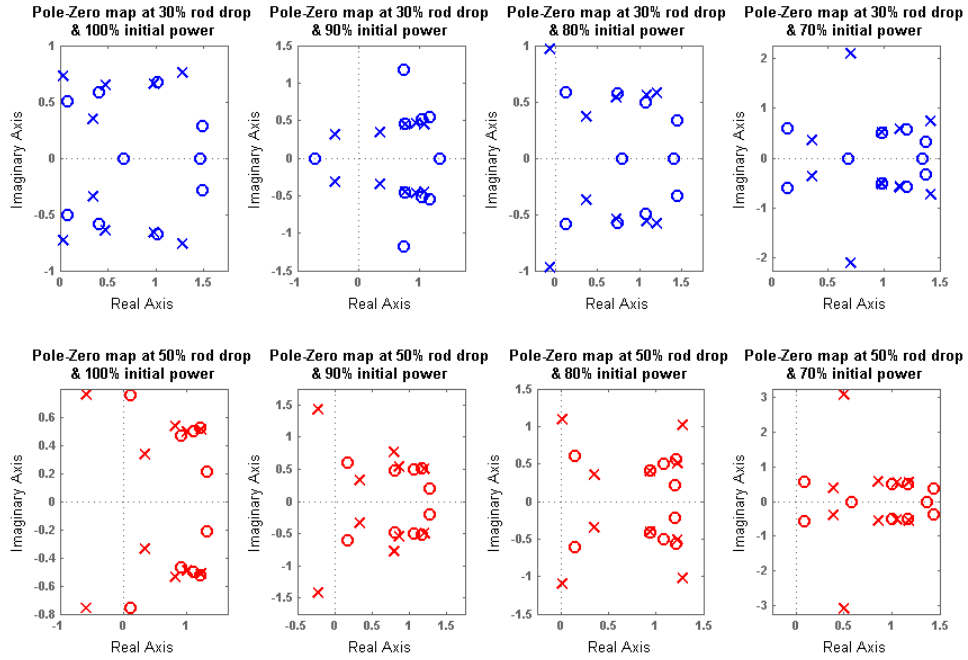 Pole-Zero map at 30% rod drop
& 100% initial power
Pole-Zero map at 30% rod drop
& 90% initial power
Pole-Zero map at 30% rod drop
& 80% initial power
Pole-Zero map at 30% rod drop
& 70% initial power
Imaginary Axis
1
0.5
0
-0.5
-1
0
0.5
1
1.5
Real Axis
Imaginary Axis
1.5
1
0.5
0
-0.5
-1
-1.5
-1
0
1
Real Axis
Imaginary Axis
1
0.5
0
-0.5
-1
0
0.5
1
1.5
Real Axis
Imaginary Axis
2
1
0
-1
-2
0
0.5
1
1.5
Real Axis
Pole-Zero map at 50% rod drop
& 100% initial power
Pole-Zero map at 50% rod drop
& 90% initial power
Pole-Zero map at 50% rod drop
& 80% initial power
Pole-Zero map at 50% rod drop
& 70% initial power
Imaginary Axis
0.6
0.4
0.2
0
-0.2
-0.4
-0.6
-0.8
-1
0
1
Real Axis
Imaginary Axis
1.5
1
0.5
0
-0.5
-1
-1.5
-0.5
0
0.5
1
1.5
Real Axis
Imaginary Axis
1.5
1
0.5
0
-0.5
-1
-1.5
0
0.5
1
Real Axis
Imaginary Axis
3
2
1
0
-1
-2
-3
0
0.5
1
1.5
Real Axis